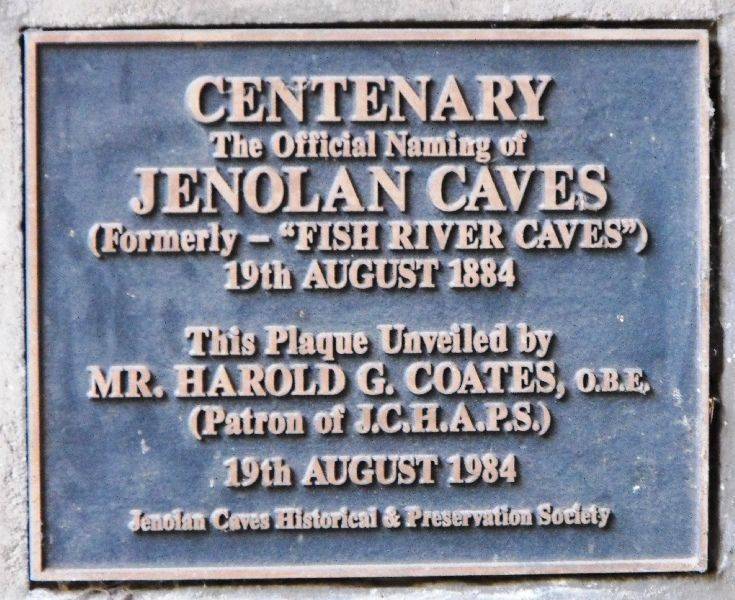 CENTENARY
The Official Naming of
JENOLAN CAVES
(Formerly – “FISH RIVER CAVES”)
19th AUGUST 1884
This Plaque Unveiled by
MR. HAROLD G. COATES, O.B.E.
(Patron of J.C.H.A.P.S.)
19th AUGUST 1984
Jenolan Caves Historical & Preservation Society